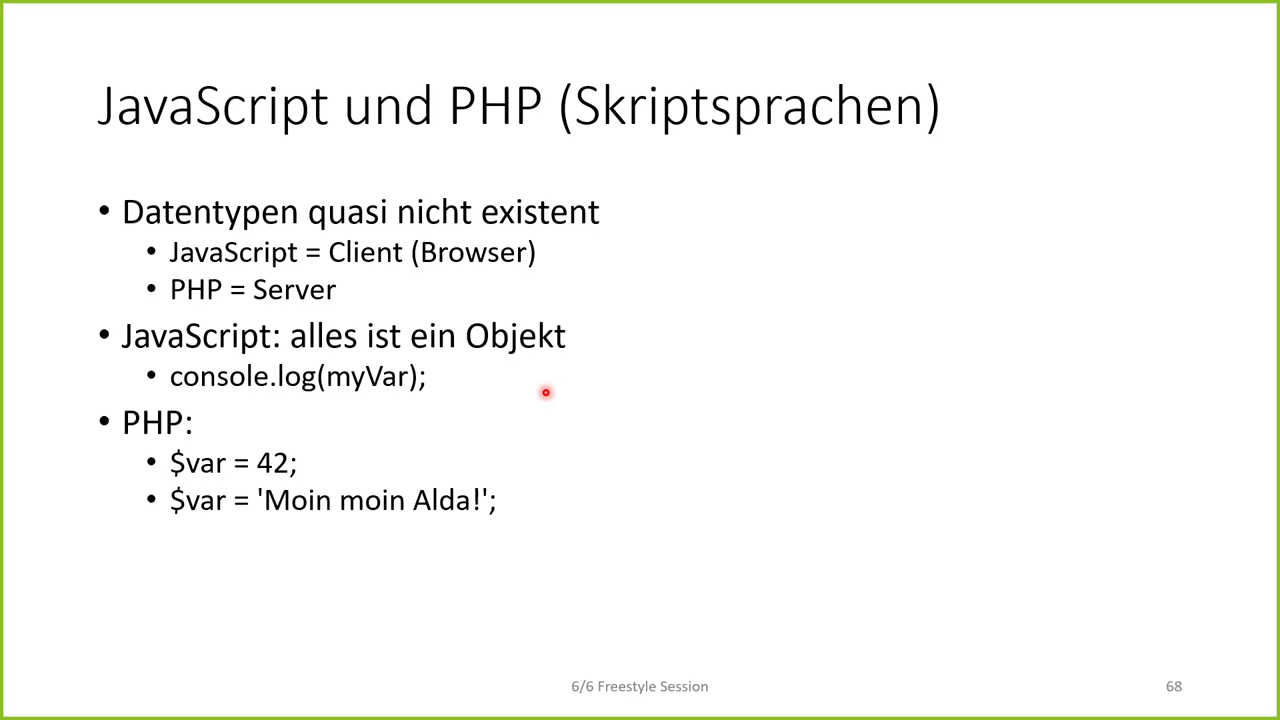 JavaScript und PHP (Skriptsprachen)
• Datentypen quasi nicht existent
• JavaScript = Client (Browser)
• PHP = Server
• JavaScript: alles ist ein Objekt
• console.log(myVar);
• PHP:
• $var = 42;
• $var = 'Moin moin Alda!';
6/6 Freestyle Session
68